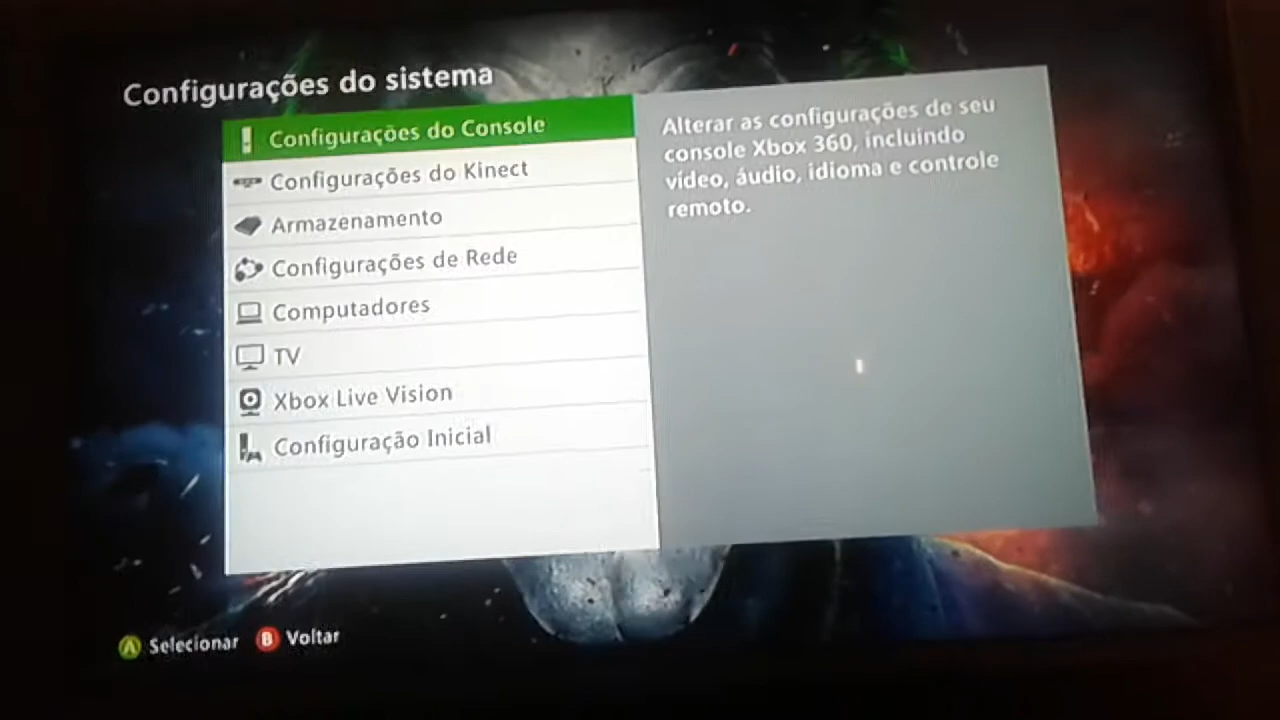 Configurações do sistema
Configurações do Console
Configurações do Kinect
Armazenamento
Configurações de Rede
Computadores
TV
Xbox Live Vision
Configuração Inicial
Alterar as configurações de seu
console Xbox 360, incluindo
vídeo, áudio, idioma e controle
remoto.
A Selecionar B Voltar